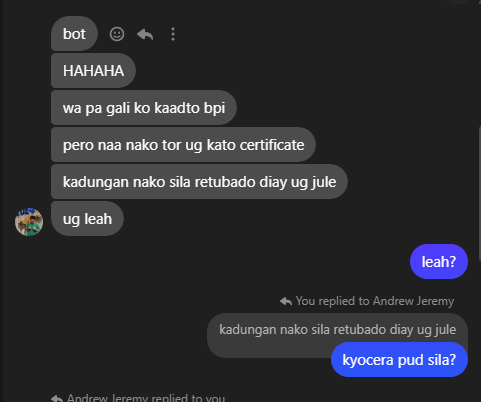 bot
HAHAHA
wa pa gali ko kaadto bpi
pero naa nako tor ug kato certificate
kadungan nako sila retubado diay ug jule
ug leah
leah?
You replied to Andrew Jeremy
kadungan nako sila retubado diay ug jule
kyocera pud sila?
Andrew Jeremy replied to you